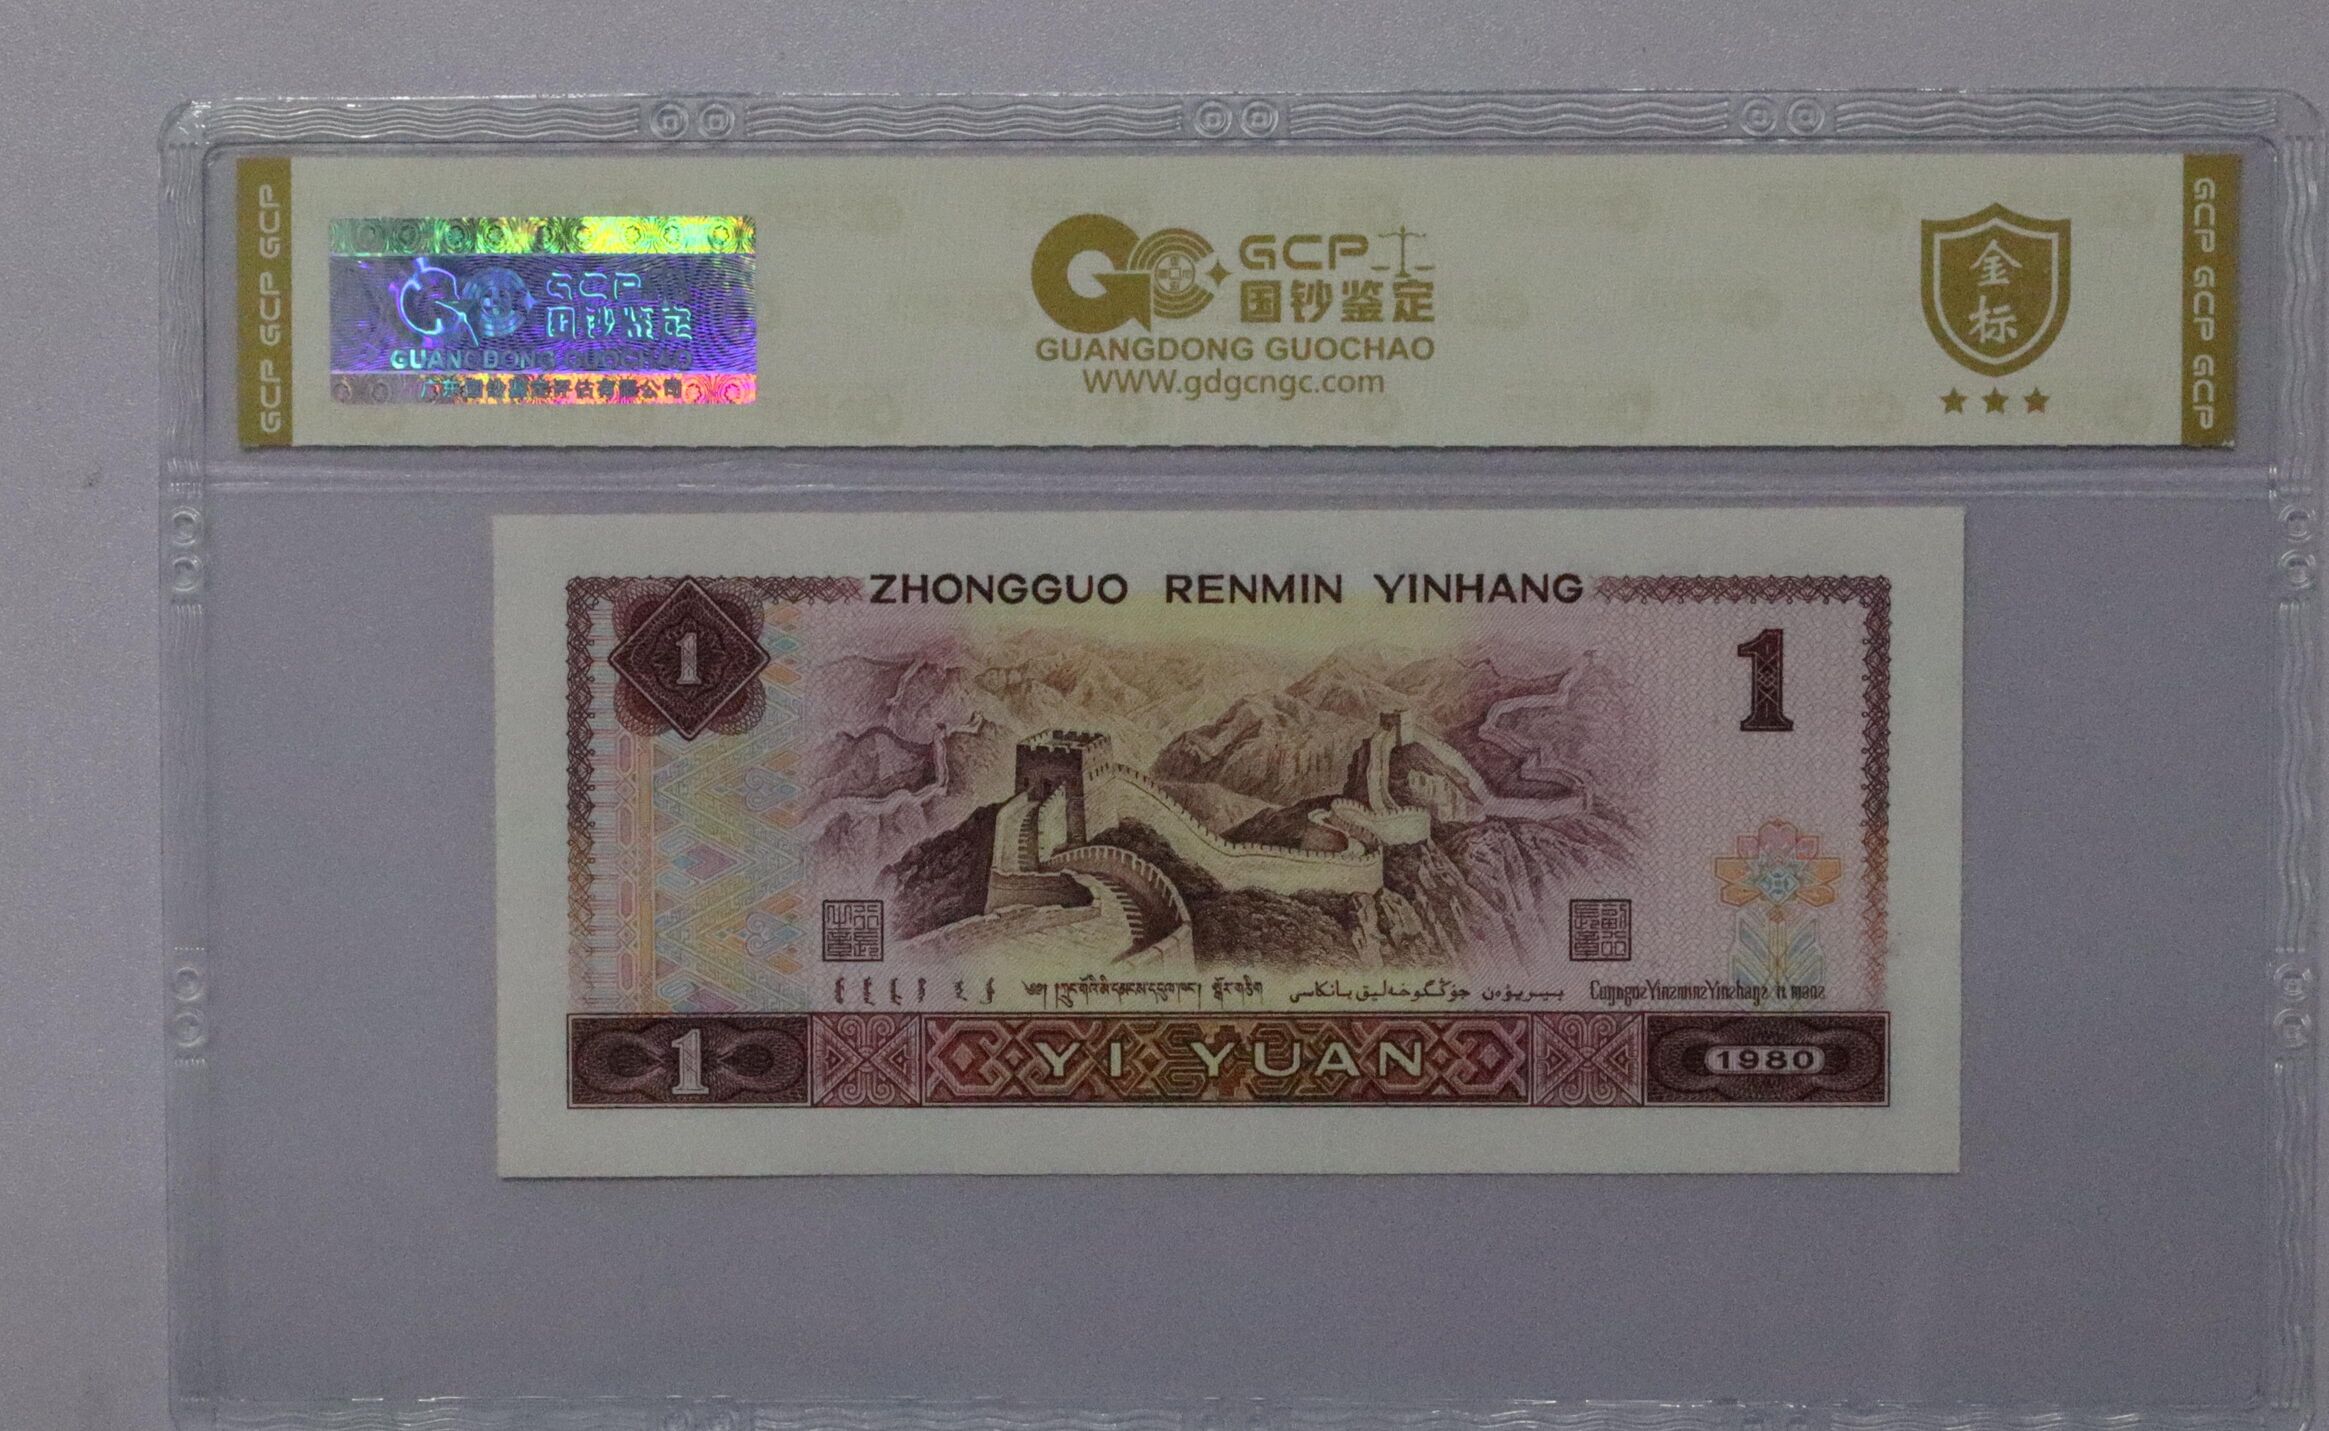 GCP GCP GCP
GCP
国钞鉴定
GUANGDONG GUOCHAO
GCP
国钞鉴定
GUANGDONG GUOCHAO
WWW.gdgcngc.com
金
标
GCP GCP GCP
ZHONGGUO RENMIN YINHANG
1
1
1
YI YUAN
1980